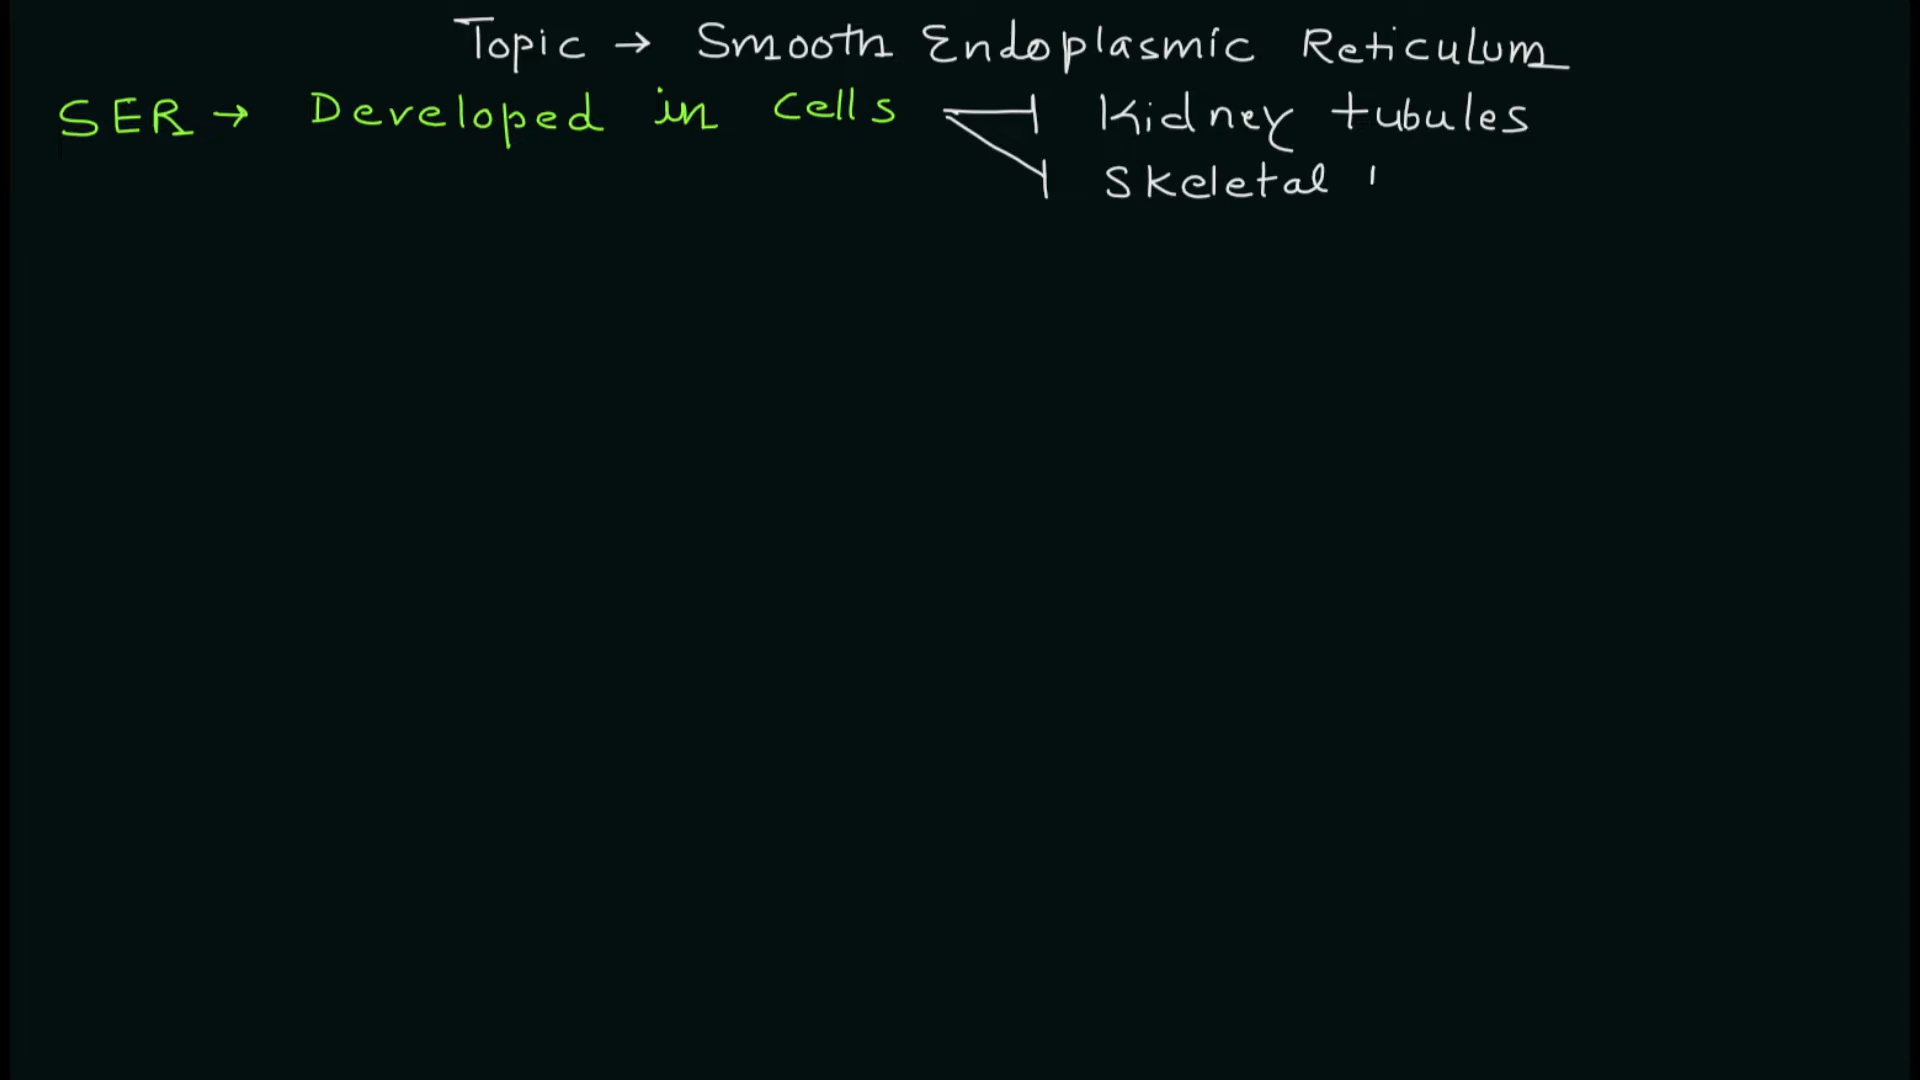 Topic → Smooth Endoplasmic Reticulum
SER → Developed in cells Kidney tubules
Skeletal